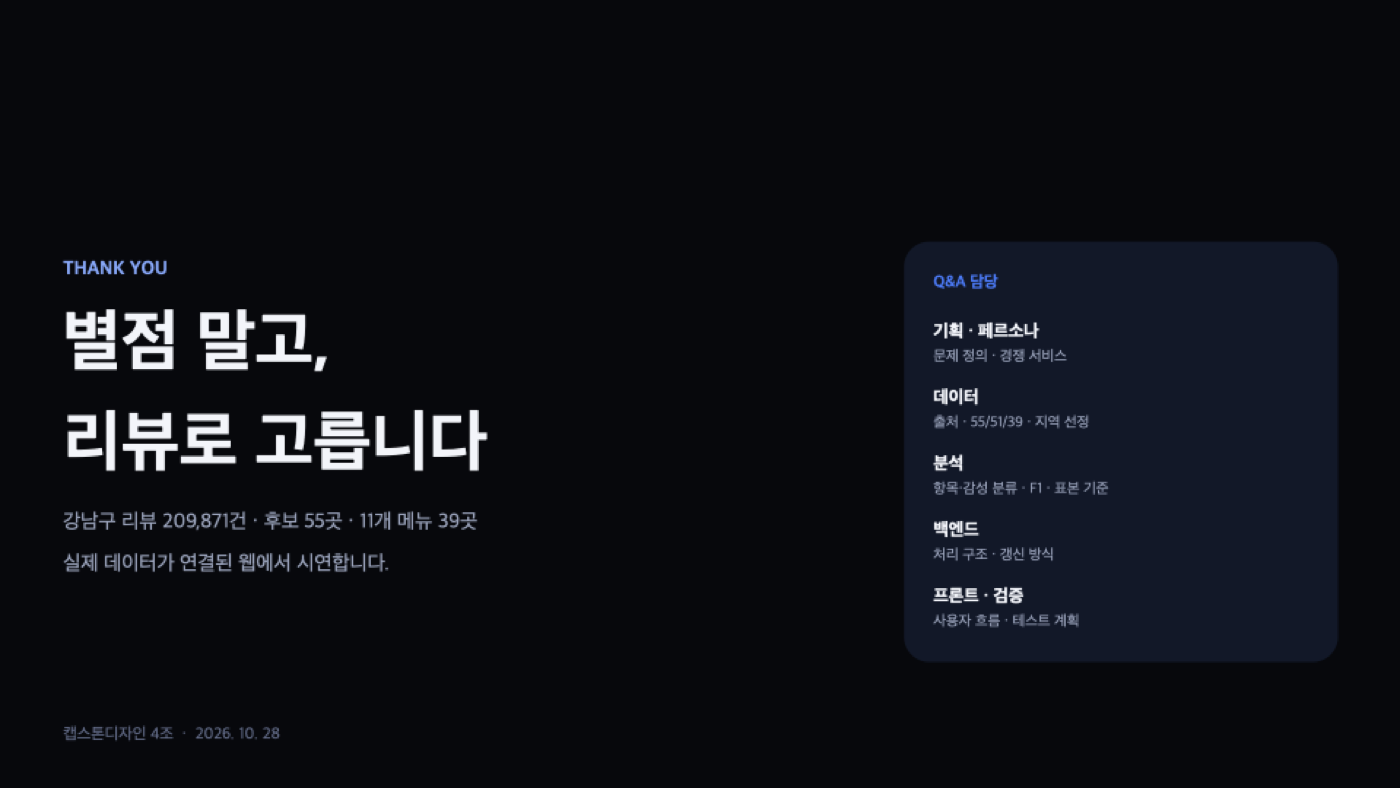 THANK YOU
별점 말고,
리뷰로 고릅니다
강남구 리뷰 209,871건 · 후보 55곳 · 11개 메뉴 39곳
실제 데이터가 연결된 웹에서 시연합니다.
Q&A 담당
기획 · 페르소나
문제 정의 · 경쟁 서비스
데이터
출처 · 55/51/39 · 지역 선정
분석
항목·감성 분류 · F1 · 표본 기준
백엔드
처리 구조 · 갱신 방식
프론트 · 검증
사용자 흐름 · 테스트 계획
캡스톤디자인 4조 · 2026. 10. 28